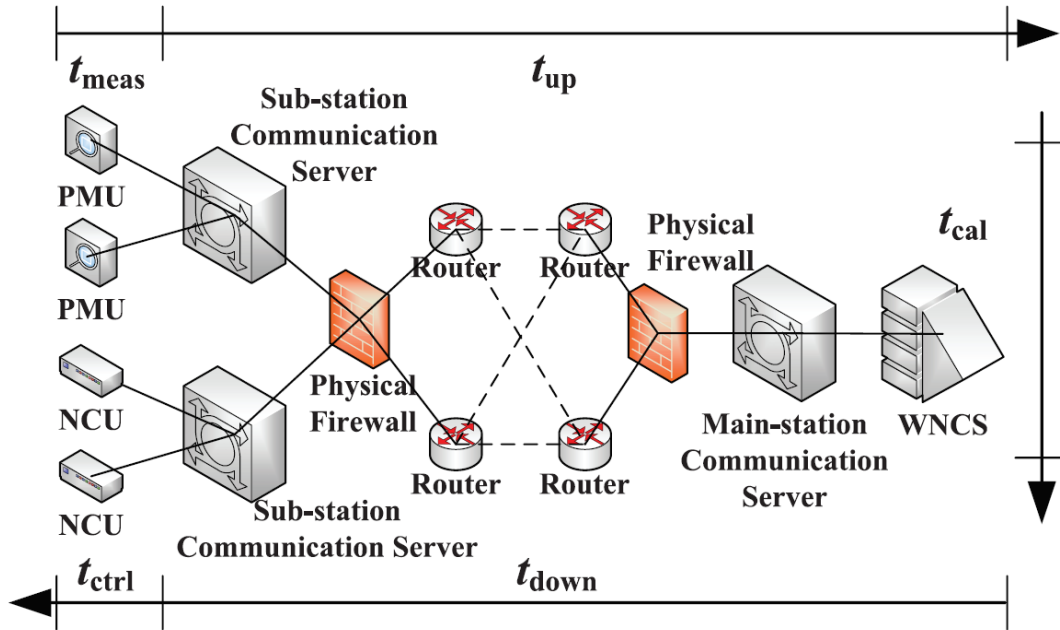 t_meas
t_up
Sub-station
Communication
Server
PMU
PMU
Router
Router
Physical
Firewall
t_cal
Physical
Firewall
NCU
NCU
Router
Router
Main-station
Communication
Server
WNCS
Sub-station
Communication Server
t_ctrl
t_down